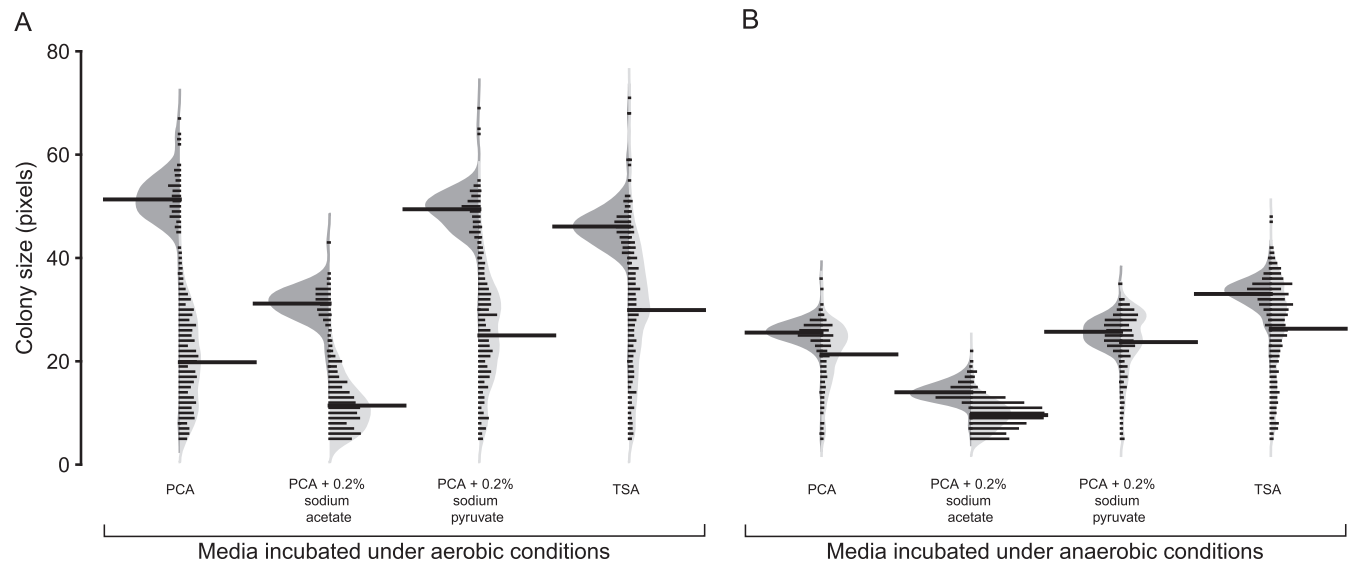 A
B
80
60
40
20
0
Colony size (pixels)
PCA
PCA + 0.2%
sodium
acetate
PCA + 0.2%
sodium
pyruvate
TSA
Media incubated under aerobic conditions
PCA
PCA + 0.2%
sodium
acetate
PCA + 0.2%
sodium
pyruvate
TSA
Media incubated under anaerobic conditions